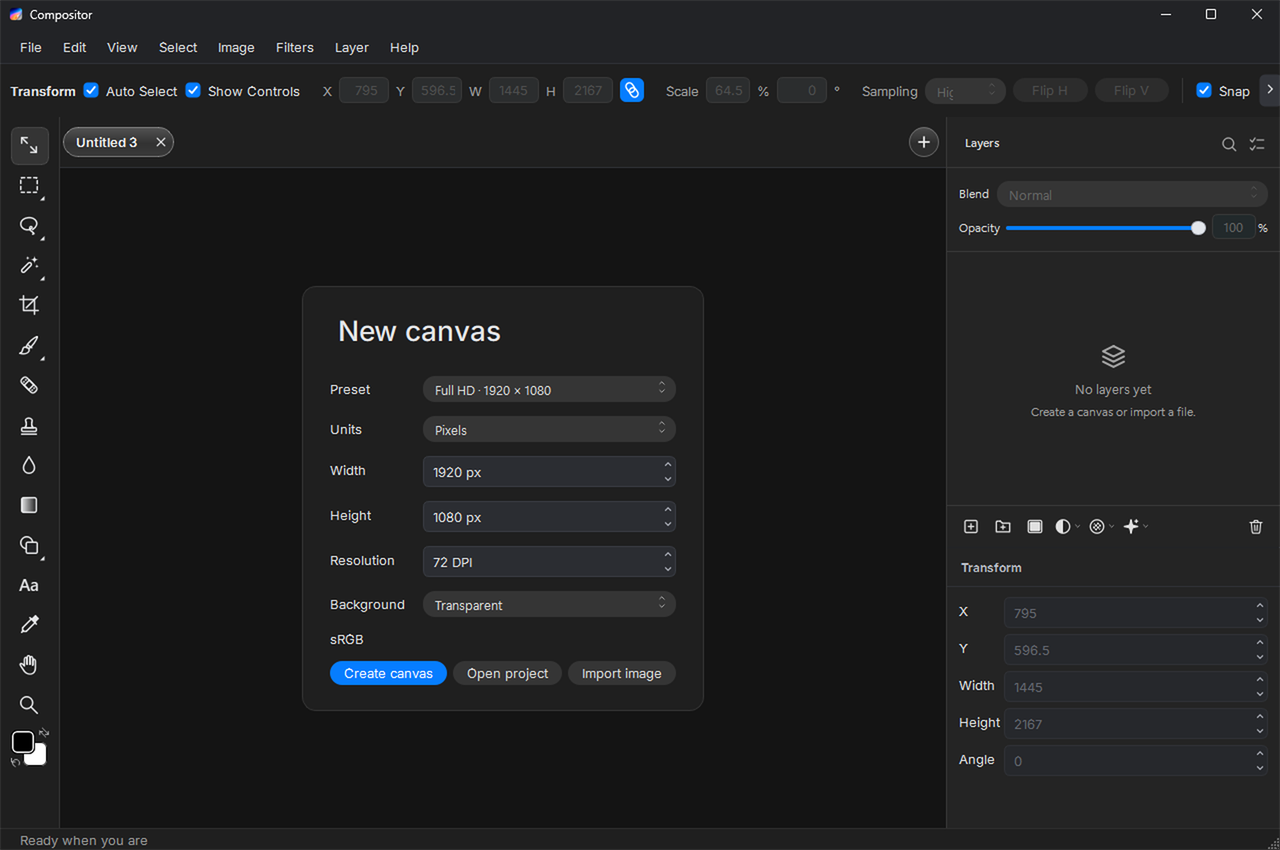 Compositor
File Edit View Select Image Filters Layer Help
Transform Auto Select Show Controls X 795 Y 596.5 W 1445 H 2167 Scale 64.5 % 0 ° Sampling Flip H Flip V Snap
Untitled 3
Layers
Blend Normal
Opacity 100 %
New canvas
Preset Full HD · 1920 × 1080
Units Pixels
Width 1920 px
Height 1080 px
Resolution 72 DPI
Background Transparent
sRGB
Create canvas Open project Import image
No layers yet
Create a canvas or import a file.
Aa
Transform
X 795
Y 596.5
Width 1445
Height 2167
Angle 0
Ready when you are